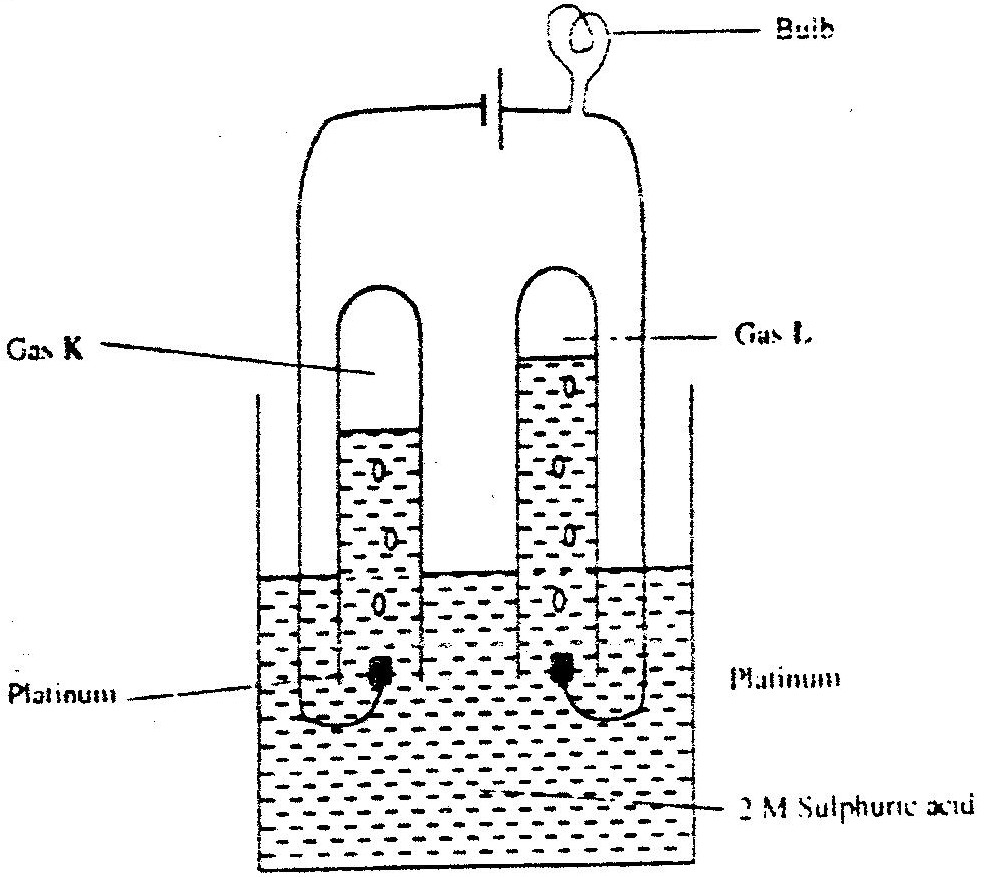 Bulb
Gas K
Gas L
Platinum
Platinum
2 M Sulphuric acid